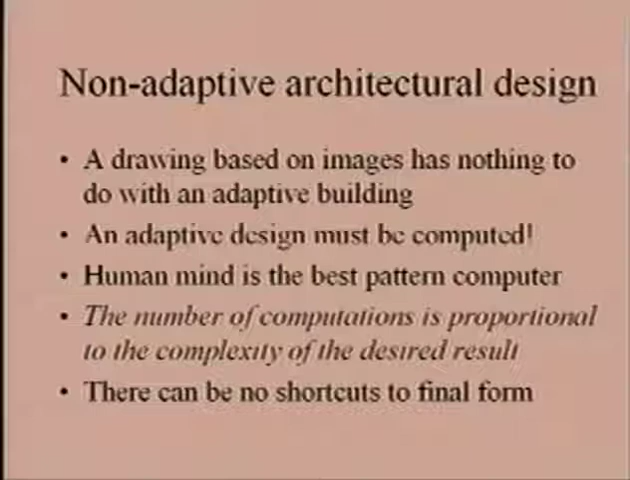 Non-adaptive architectural design
• A drawing based on images has nothing to
do with an adaptive building
• An adaptive design must be computed!
• Human mind is the best pattern computer
• The number of computations is proportional
to the complexity of the desired result
• There can be no shortcuts to final form